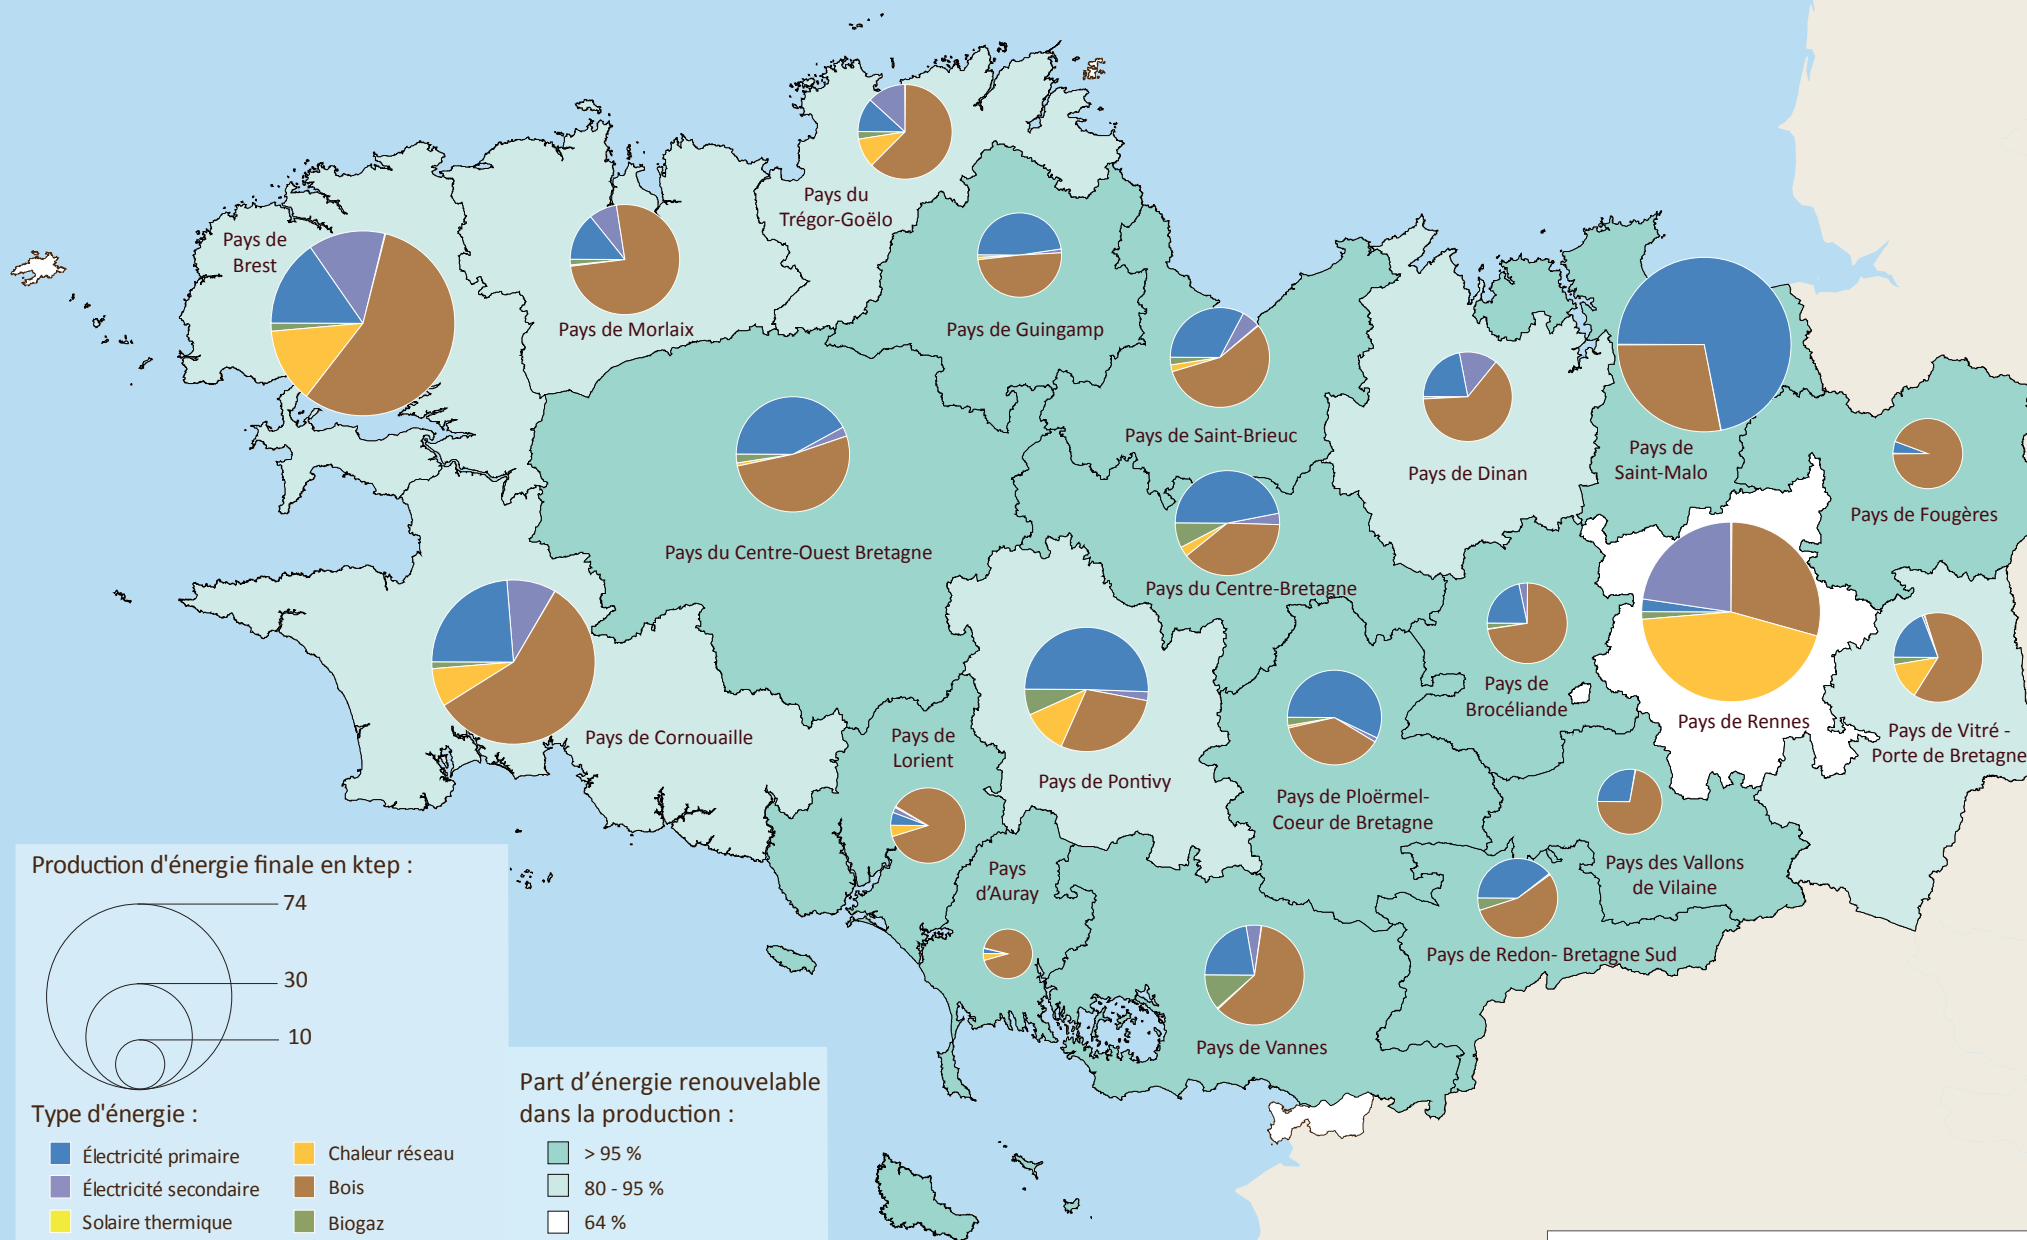 Pays du
Trégor-Goëlo
Pays de
Brest
Pays de Morlaix
Pays de Guingamp
Pays de Saint-Brieuc
Pays de Dinan
Pays de
Saint-Malo
Pays de Fougères
Pays du Centre-Ouest Bretagne
Pays du Centre-Bretagne
Pays de
Brocéliande
Pays de Rennes
Pays de Vitré -
Porte de Bretagne
Pays de Cornouaille
Pays de
Lorient
Pays de Pontivy
Pays de Ploërmel-
Coeur de Bretagne
Pays des Vallons
de Vilaine
Pays
d’Auray
Pays de Redon- Bretagne Sud
Pays de Vannes
Production d'énergie finale en ktep :
74
30
10
Type d'énergie :
Électricité primaire
Électricité secondaire
Solaire thermique
Chaleur réseau
Bois
Biogaz
Part d’énergie renouvelable
dans la production :
> 95 %
80 - 95 %
64 %